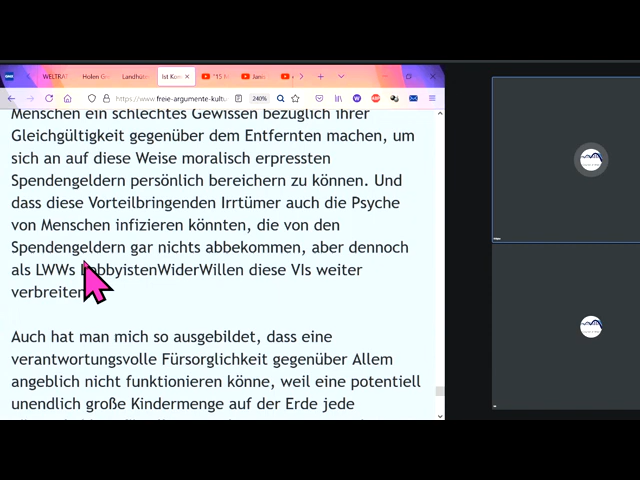 WELTRAT
Holen Ge
Landhüte
Ist Kon
https://www.freie-argumente-kultu
240%
Menschen ein schlechtes Gewissen bezüglich ihrer
Gleichgültigkeit gegenüber dem Entfernten machen, um
sich an auf diese Weise moralisch erpressten
Spendengeldern persönlich bereichern zu können. Und
dass diese Vorteilbringenden Irrtümer auch die Psyche
von Menschen infizieren könnten, die von den
Spendengeldern gar nichts abbekommen, aber dennoch
als LWWs LobbyistenWiderWillen diese VIs weiter
verbreiten
Auch hat man mich so ausgebildet, dass eine
verantwortungsvolle Fürsorglichkeit gegenüber Allem
angeblich nicht funktionieren könne, weil eine potentiell
unendlich große Kindermenge auf der Erde jede